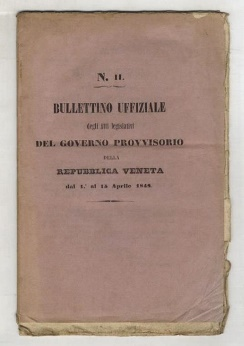 N. 11.
BULLETTINO UFFIZIALE
degli atti legislativi
DEL GOVERNO PROVVISORIO
DELLA
REPUBBLICA VENETA
dal 1.° al 15 Aprile 1848.